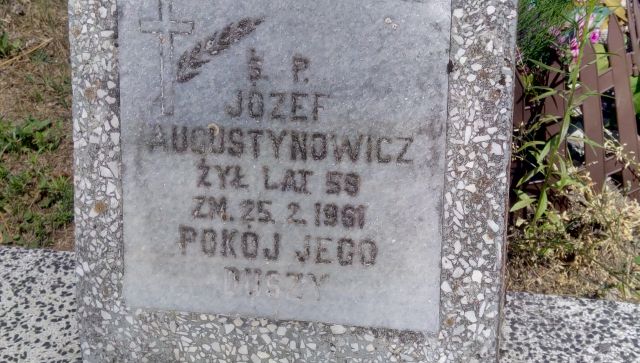 Ś. P.
JÓZEF
AUGUSTYNOWICZ
ŻYŁ LAT 59
ZM. 25. 2. 1961
POKÓJ JEGO
DUSZY